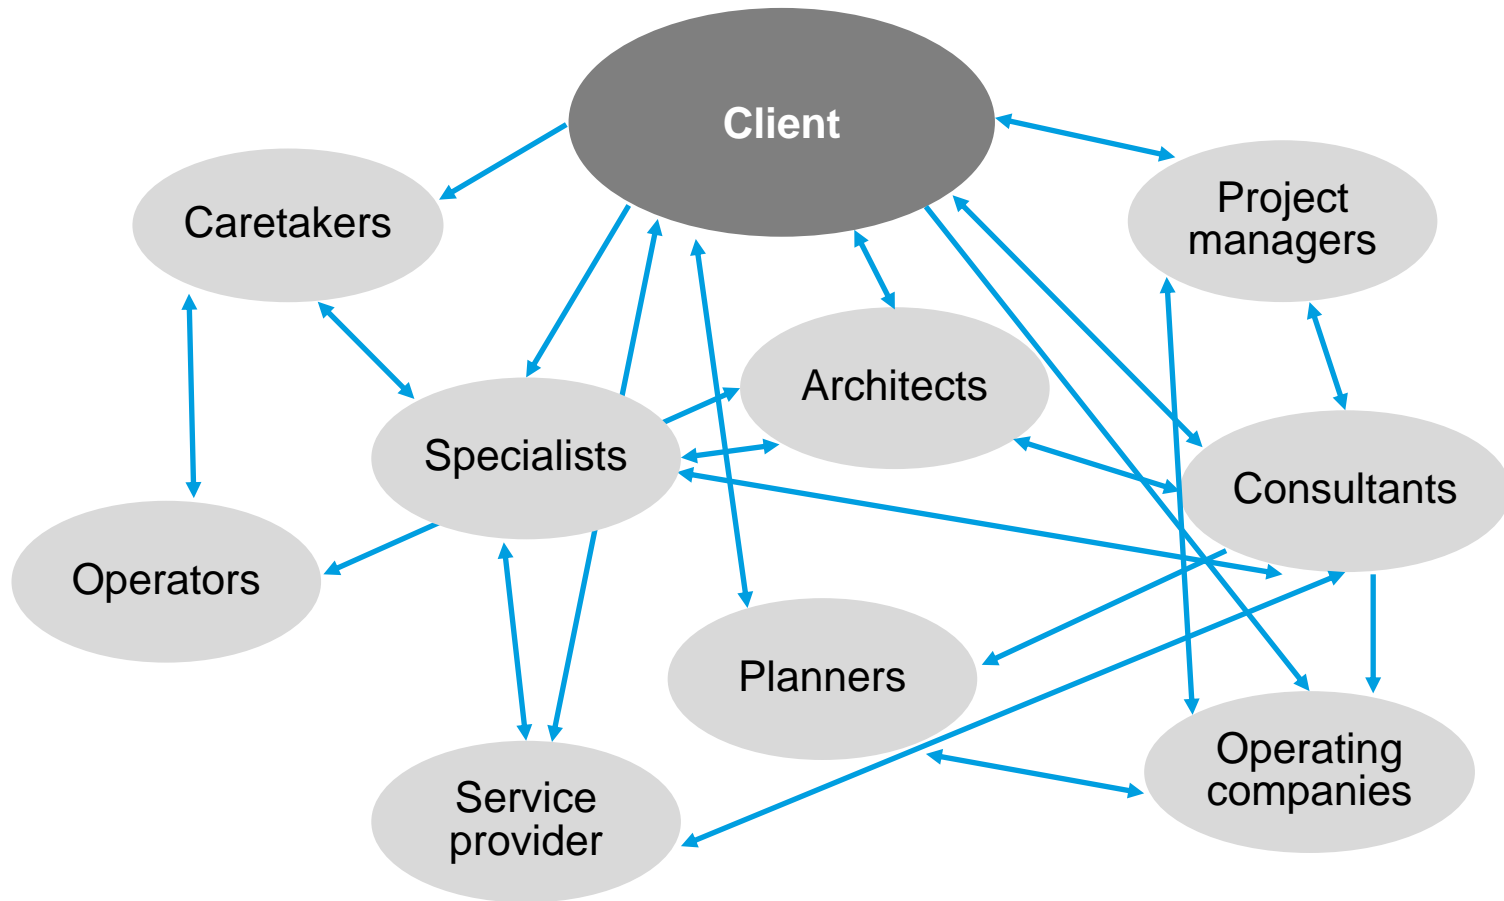 Client
Caretakers
Project
managers
Architects
Specialists
Consultants
Operators
Planners
Operating
companies
Service
provider